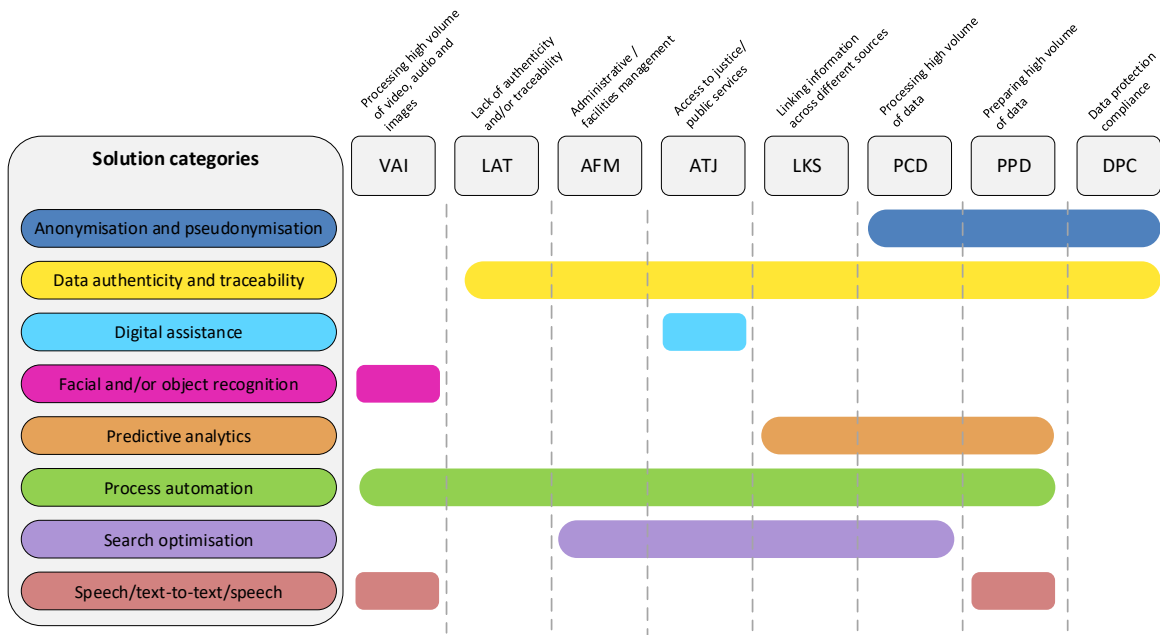 Processing high volume
of video, audio and
images
Lack of authenticity
and/or traceability
Administrative /
facilities management
Access to justice/
public services
Linking information
across different sources
Processing high volume
of data
Preparing high volume
of data
Data protection
compliance
Solution categories
VAI
LAT
AFM
ATJ
LKS
PCD
PPD
DPC
Anonymisation and pseudonymisation
Data authenticity and traceability
Digital assistance
Facial and/or object recognition
Predictive analytics
Process automation
Search optimisation
Speech/text-to-text/speech